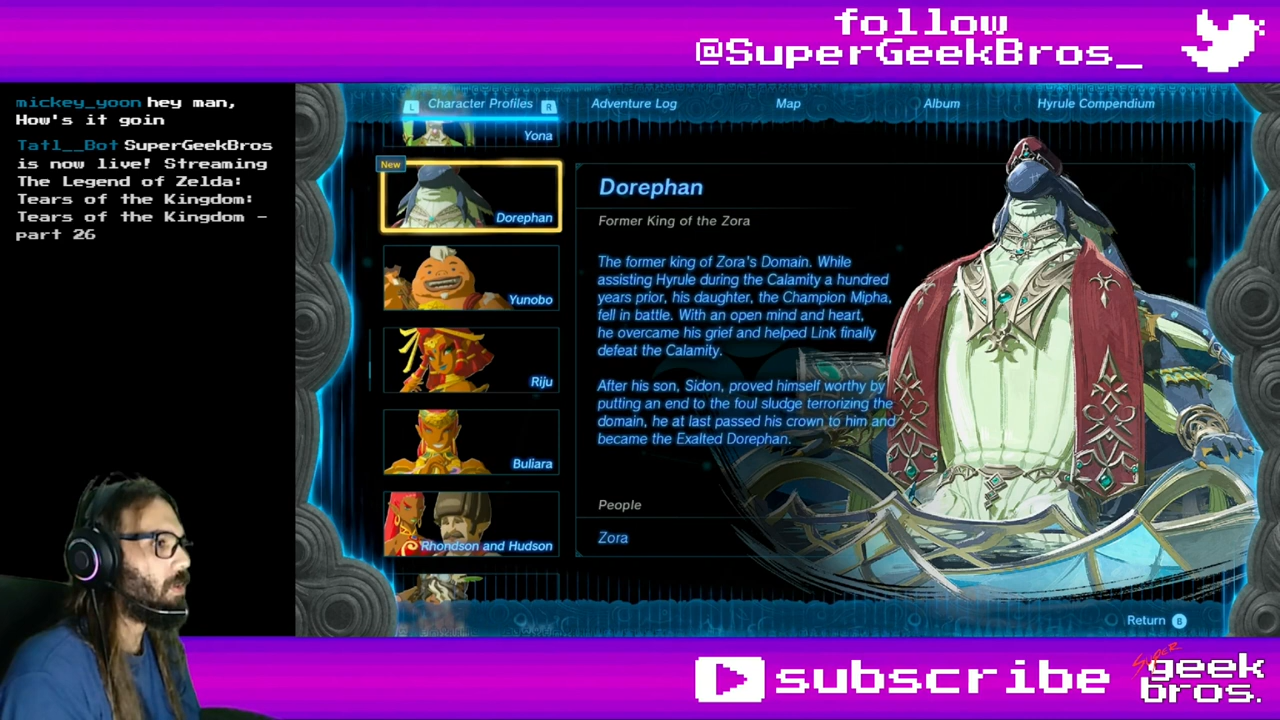 follow
@SuperGeekBros_
mickey_yoon hey man,
How's it goin
Tatl__Bot SuperGeekBros
is now live! Streaming
The Legend of Zelda:
Tears of the Kingdom:
Tears of the Kingdom -
part 26
L Character Profiles R
Adventure Log
Map
Album
Hyrule Compendium
Yona
New
Dorephan
Yunobo
Riju
Buliara
Rhondson and Hudson
Dorephan
Former King of the Zora
The former king of Zora's Domain. While
assisting Hyrule during the Calamity a hundred
years prior, his daughter, the Champion Mipha,
fell in battle. With an open mind and heart,
he overcame his grief and helped Link finally
defeat the Calamity.
After his son, Sidon, proved himself worthy by
putting an end to the foul sludge terrorizing the
domain, he at last passed his crown to him and
became the Exalted Dorephan.
People
Zora
Return B
subscribe
Super
geek
bros.